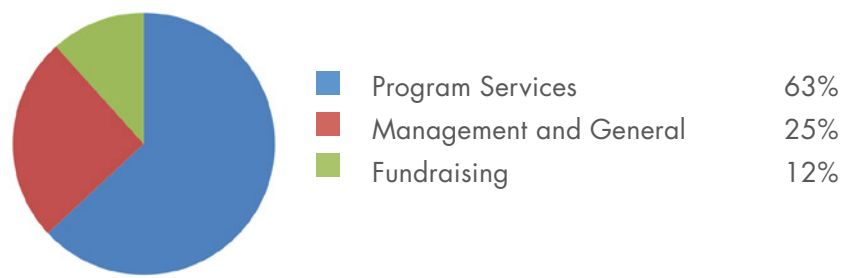 Program Services 63%
Management and General 25%
Fundraising 12%